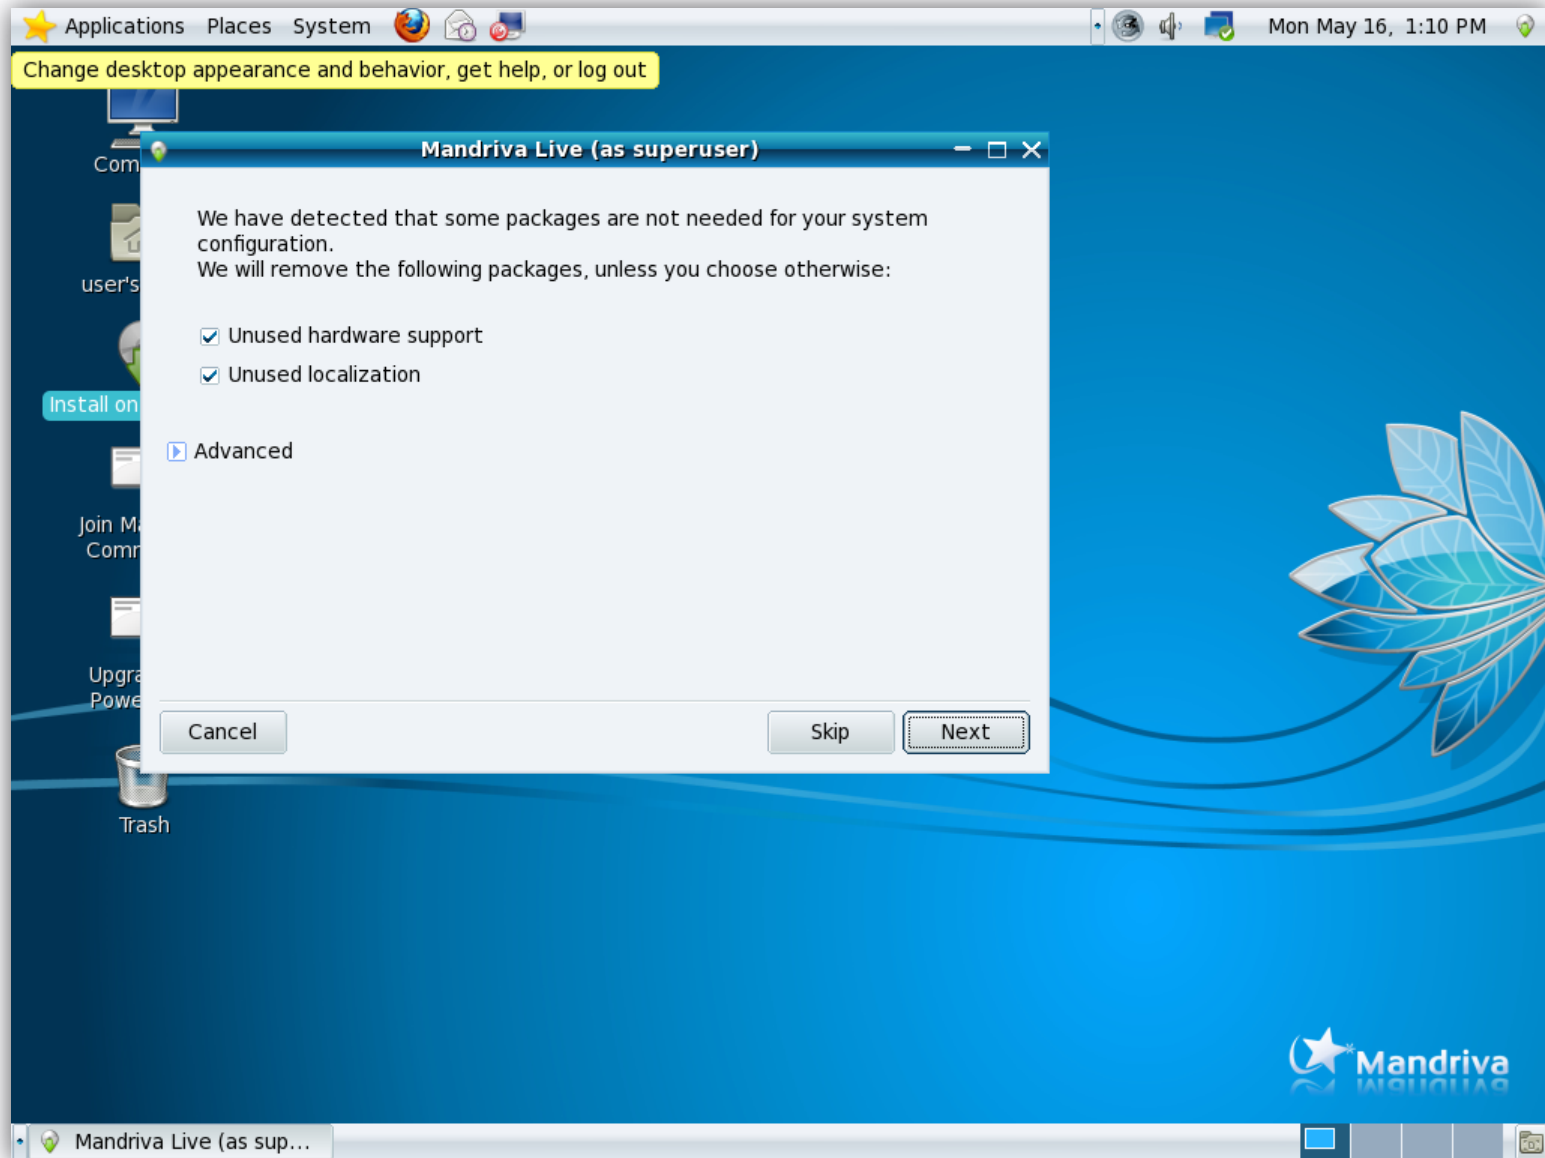 Applications Places System Mon May 16, 1:10 PM
Change desktop appearance and behavior, get help, or log out
Com
Mandriva Live (as superuser)
We have detected that some packages are not needed for your system
configuration.
We will remove the following packages, unless you choose otherwise:
user's
Unused hardware support
Unused localization
Install on
Advanced
Join Ma
Comm
Upgra
Powe
Cancel Skip Next
Trash
Mandriva
Mandriva Live (as sup...